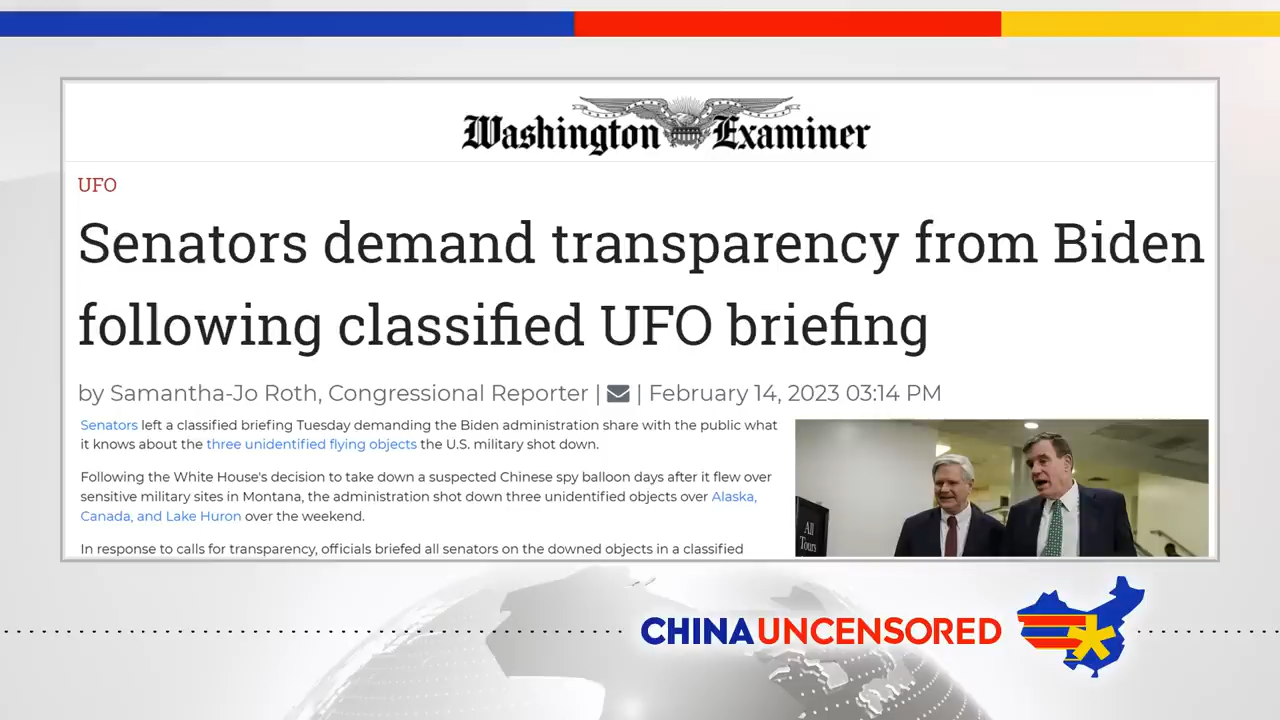 Washington Examiner
UFO
Senators demand transparency from Biden
following classified UFO briefing
by Samantha-Jo Roth, Congressional Reporter | | February 14, 2023 03:14 PM
Senators left a classified briefing Tuesday demanding the Biden administration share with the public what
it knows about the three unidentified flying objects the U.S. military shot down.
Following the White House's decision to take down a suspected Chinese spy balloon days after it flew over
sensitive military sites in Montana, the administration shot down three unidentified objects over Alaska,
Canada, and Lake Huron over the weekend.
In response to calls for transparency, officials briefed all senators on the downed objects in a classified
All
Tours
CHINA UNCENSORED